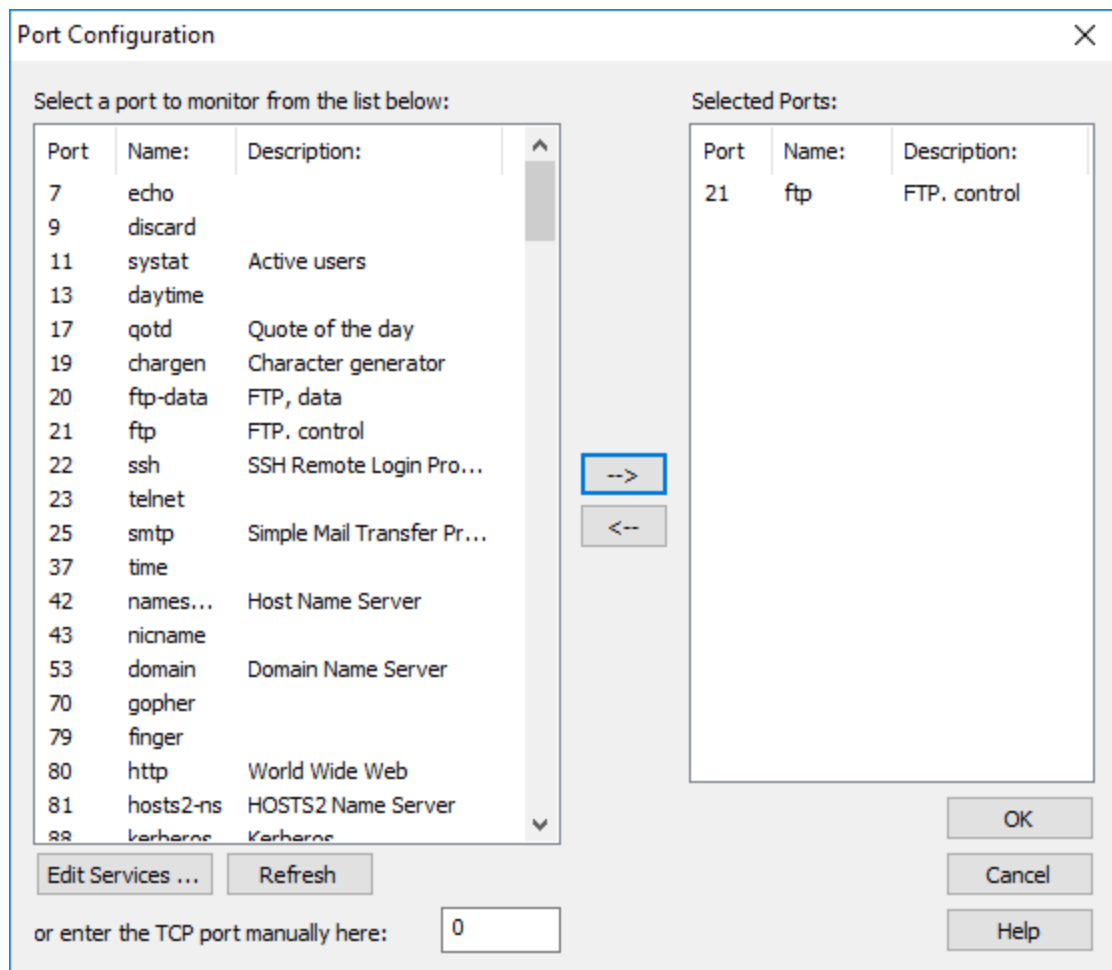 Port Configuration
Select a port to monitor from the list below:
Port Name: Description:
7 echo
9 discard
11 systat Active users
13 daytime
17 qotd Quote of the day
19 chargen Character generator
20 ftp-data FTP, data
21 ftp FTP. control
22 ssh SSH Remote Login Pro...
23 telnet
25 smtp Simple Mail Transfer Pr...
37 time
42 names... Host Name Server
43 nicname
53 domain Domain Name Server
70 gopher
79 finger
80 http World Wide Web
81 hosts2-ns HOSTS2 Name Server
88 kerberos Kerberos
Edit Services ... Refresh
or enter the TCP port manually here: 0
-->
<--
Selected Ports:
Port Name: Description:
21 ftp FTP. control
OK
Cancel
Help